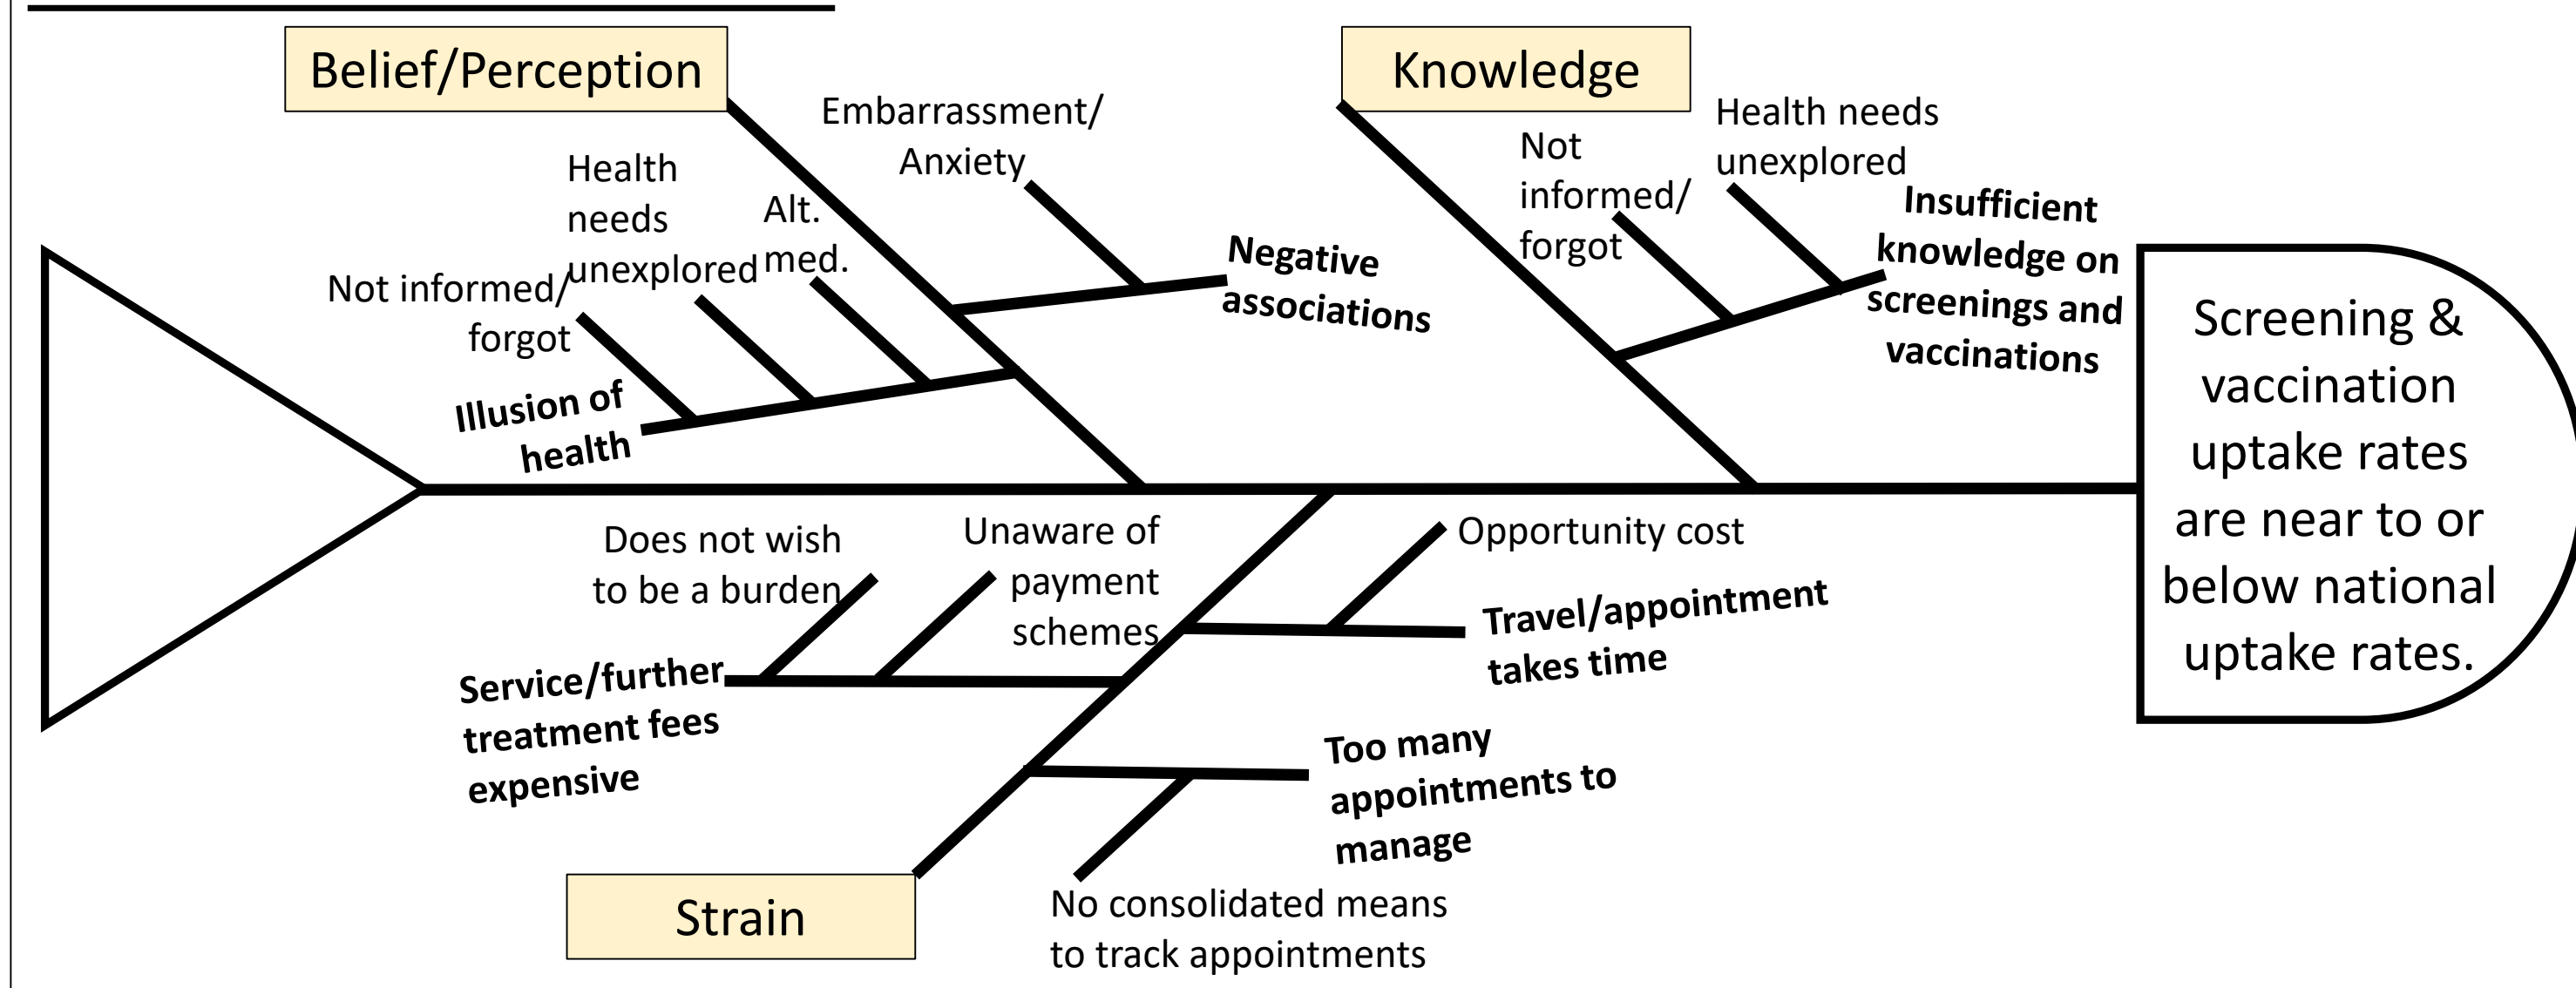 Belief/Perception
Embarrassment/
Anxiety
Health
needs
unexplored
Alt.
med.
Not informed/
forgot
Illusion of
health
Negative
associations
Knowledge
Not
informed/
forgot
Health needs
unexplored
Insufficient
knowledge on
screenings and
vaccinations
Screening &
vaccination
uptake rates
are near to or
below national
uptake rates.
Does not wish
to be a burden
Unaware of
payment
schemes
Service/further
treatment fees
expensive
Opportunity cost
Travel/appointment
takes time
Too many
appointments to
manage
No consolidated means
to track appointments
Strain